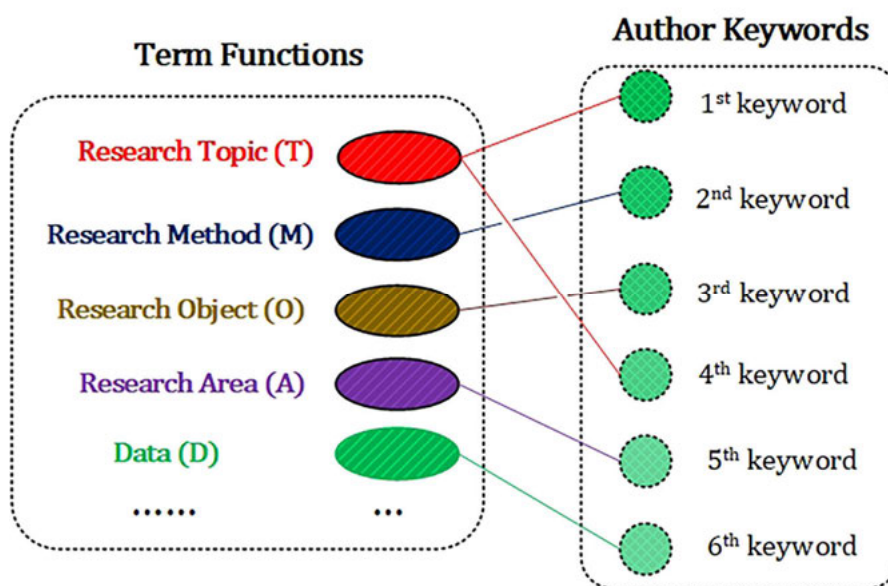 Term Functions
Research Topic (T)
Research Method (M)
Research Object (O)
Research Area (A)
Data (D)
......
...
Author Keywords
1st keyword
2nd keyword
3rd keyword
4th keyword
5th keyword
6th keyword